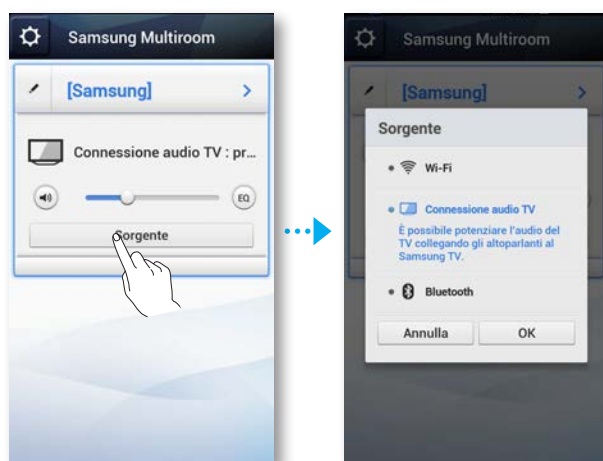 Samsung Multiroom
[Samsung]
Connessione audio TV : pr...
EQ
Sorgente
Samsung Multiroom
[Samsung]
Sorgente
Wi-Fi
Connessione audio TV
È possibile potenziare l'audio del
TV collegando gli altoparlanti al
Samsung TV.
Bluetooth
Annulla
OK